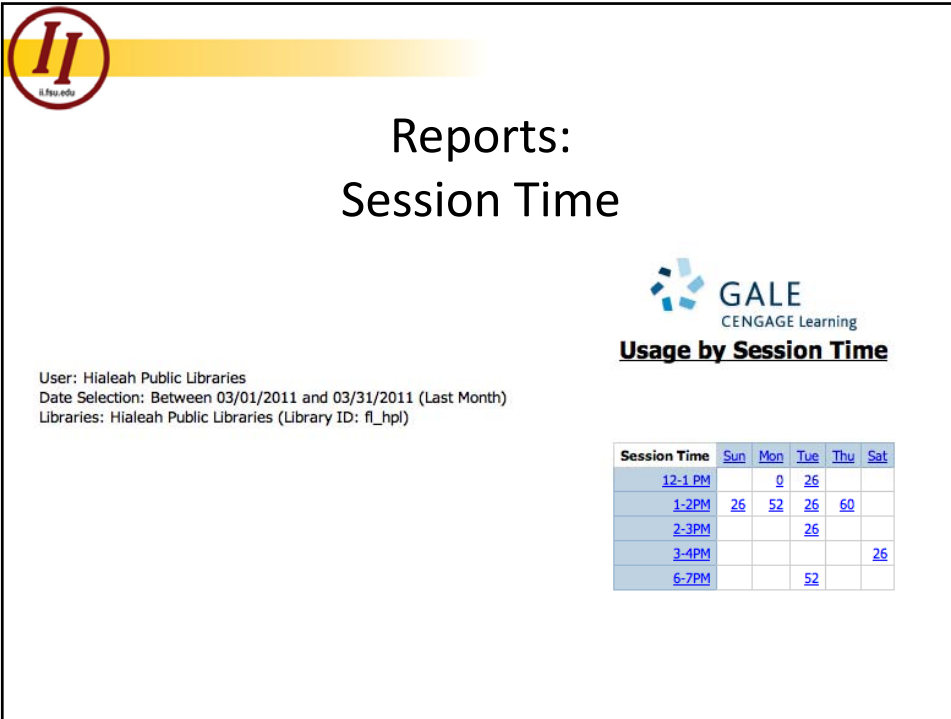 II
ii.fsu.edu
Reports:
Session Time
GALE
CENGAGE Learning
Usage by Session Time
User: Hialeah Public Libraries
Date Selection: Between 03/01/2011 and 03/31/2011 (Last Month)
Libraries: Hialeah Public Libraries (Library ID: fl_hpl)
Session Time Sun Mon Tue Thu Sat
12-1 PM 0 26
1-2PM 26 52 26 60
2-3PM 26
3-4PM 26
6-7PM 52